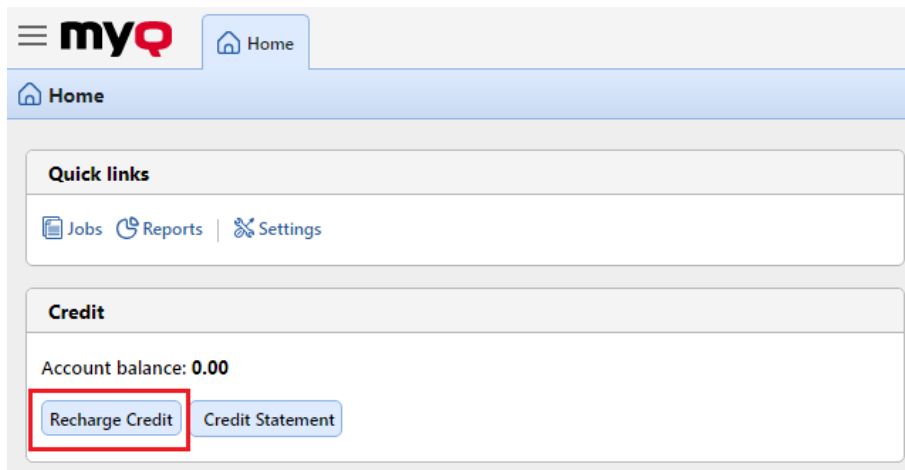 myQ Home
Home
Quick links
Jobs Reports | Settings
Credit
Account balance: 0.00
Recharge Credit Credit Statement